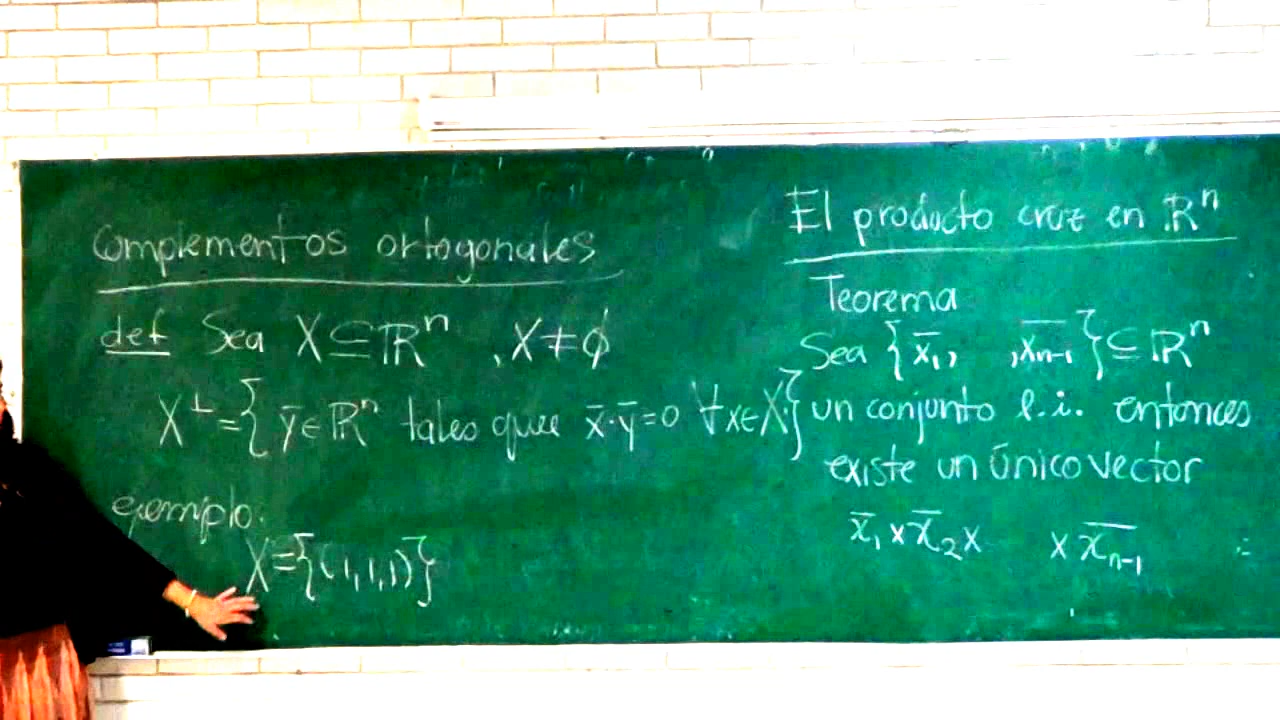 Complementos ortogonales
def Sea X ⊆ ℝⁿ , X ≠ ϕ
X^⊥ = { ȳ ∈ ℝⁿ tales que x̄·ȳ = 0 ∀ x ∈ X }
ejemplo.
X = {(1,1,1)}
El producto cruz en ℝⁿ
Teorema
Sea { x̄₁, , x̄ₙ₋₁ } ⊆ ℝⁿ
un conjunto l.i. entonces
existe un único vector
x̄₁ × x̄₂ × × x̄ₙ₋₁